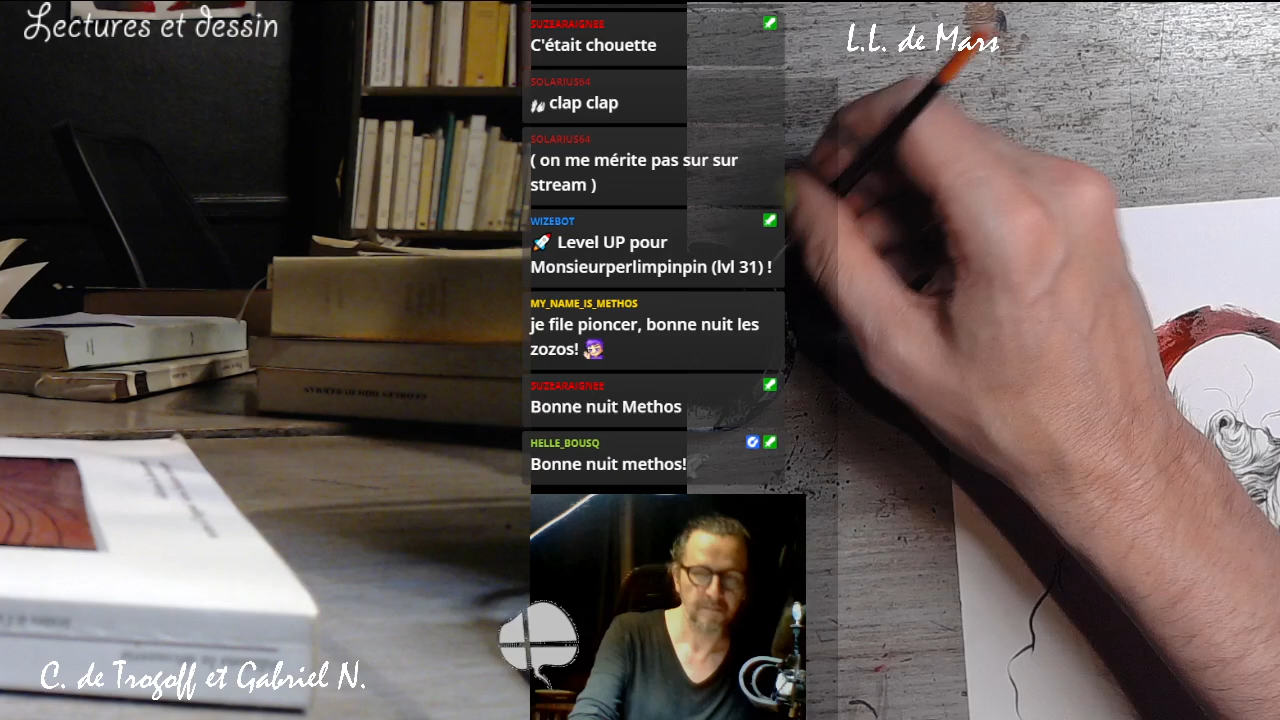 Lectures et dessin
L.L. de Mars
SUZEARAIGNEE
C'était chouette
SOLARIUS64
clap clap
SOLARIUS64
( on me mérite pas sur sur
stream )
WIZEBOT
Level UP pour
Monsieurperlimpinpin (lvl 31) !
MY_NAME_IS_METHOS
je file pioncer, bonne nuit les
zozos!
SUZEARAIGNEE
Bonne nuit Methos
HELLE_BOUSQ
Bonne nuit methos!
C. de Trogoff et Gabriel N.